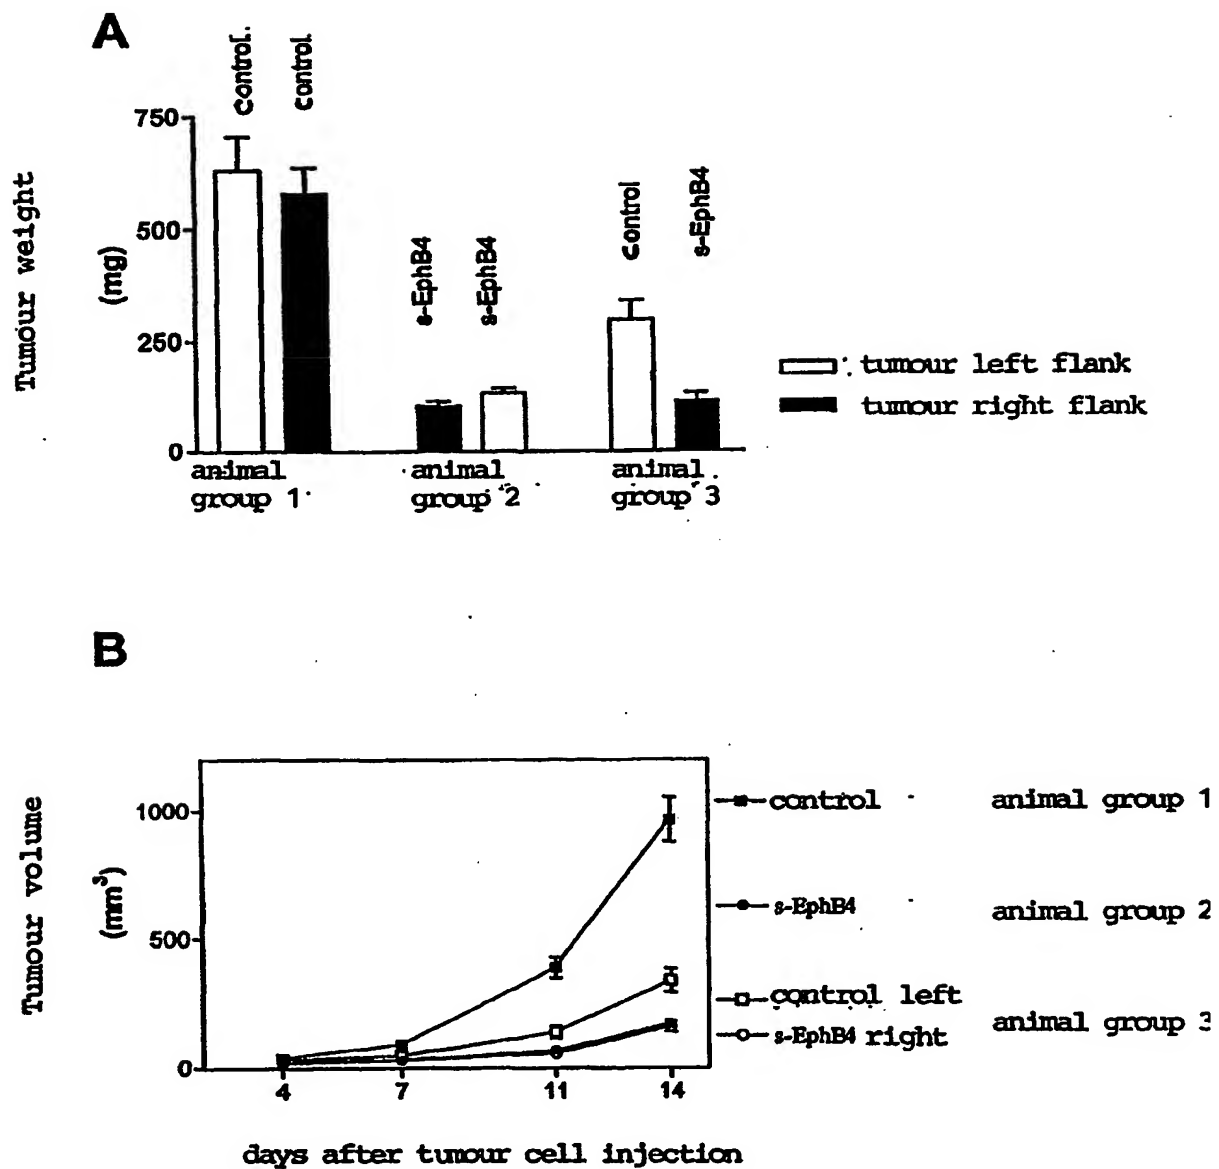 A
control
control
750
500
250
0
Tumour weight
(mg)
s-EphB4
s-EphB4
control
s-EphB4
tumour left flank
tumour right flank
animal
group 1
animal
group 2
animal
group 3
B
Tumour volume
(mm³)
1000
500
0
4 7 11 14
days after tumour cell injection
control animal group 1
s-EphB4 animal group 2
control left
s-EphB4 right
animal group 3